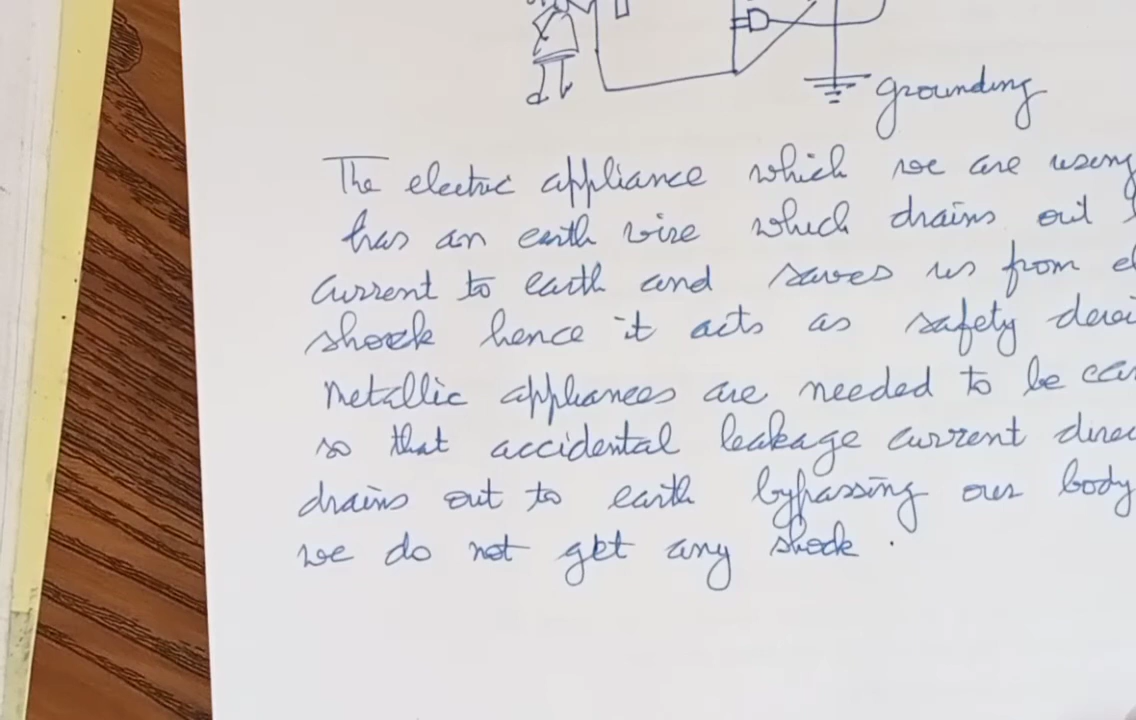 grounding
The electric appliance which we are using
has an earth wire which drains out
current to earth and saves us from
shock hence it acts as safety
Metallic appliances are needed to be
so that accidental leakage current
drains out to earth bypassing our body
we do not get any shock .